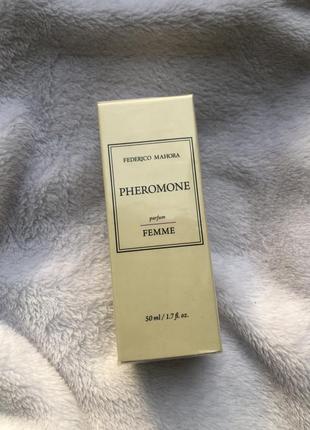 FEDERICO MAHORA
PHEROMONE
parfum
FEMME
50 ml / 1.7 fl. oz.